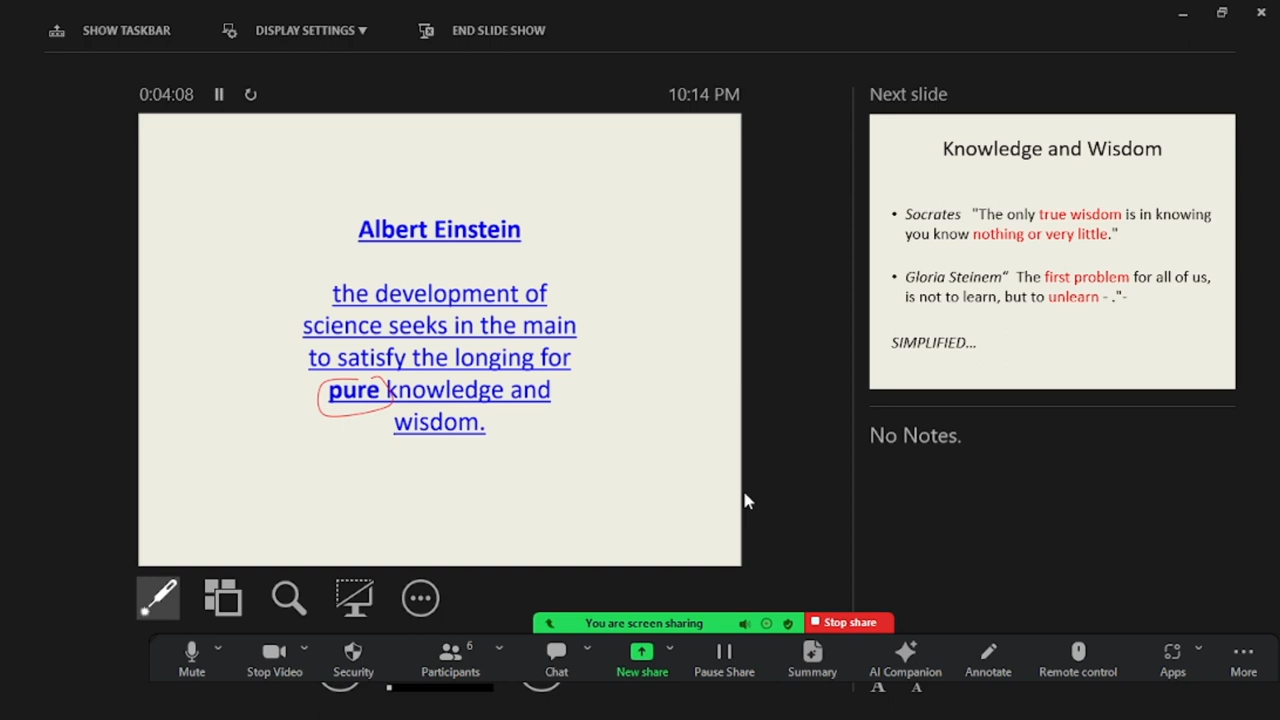 SHOW TASKBAR
DISPLAY SETTINGS ▾
END SLIDE SHOW
0:04:08
10:14 PM
Albert Einstein
the development of
science seeks in the main
to satisfy the longing for
pure knowledge and
wisdom.
Next slide
Knowledge and Wisdom
• Socrates "The only true wisdom is in knowing
you know nothing or very little."
• Gloria Steinem“ The first problem for all of us,
is not to learn, but to unlearn - ."-
SIMPLIFIED...
No Notes.
You are screen sharing
Stop share
Mute
Stop Video
Security
Participants
6
Chat
New share
Pause Share
Summary
AI Companion
Annotate
Remote control
Apps
More
A A